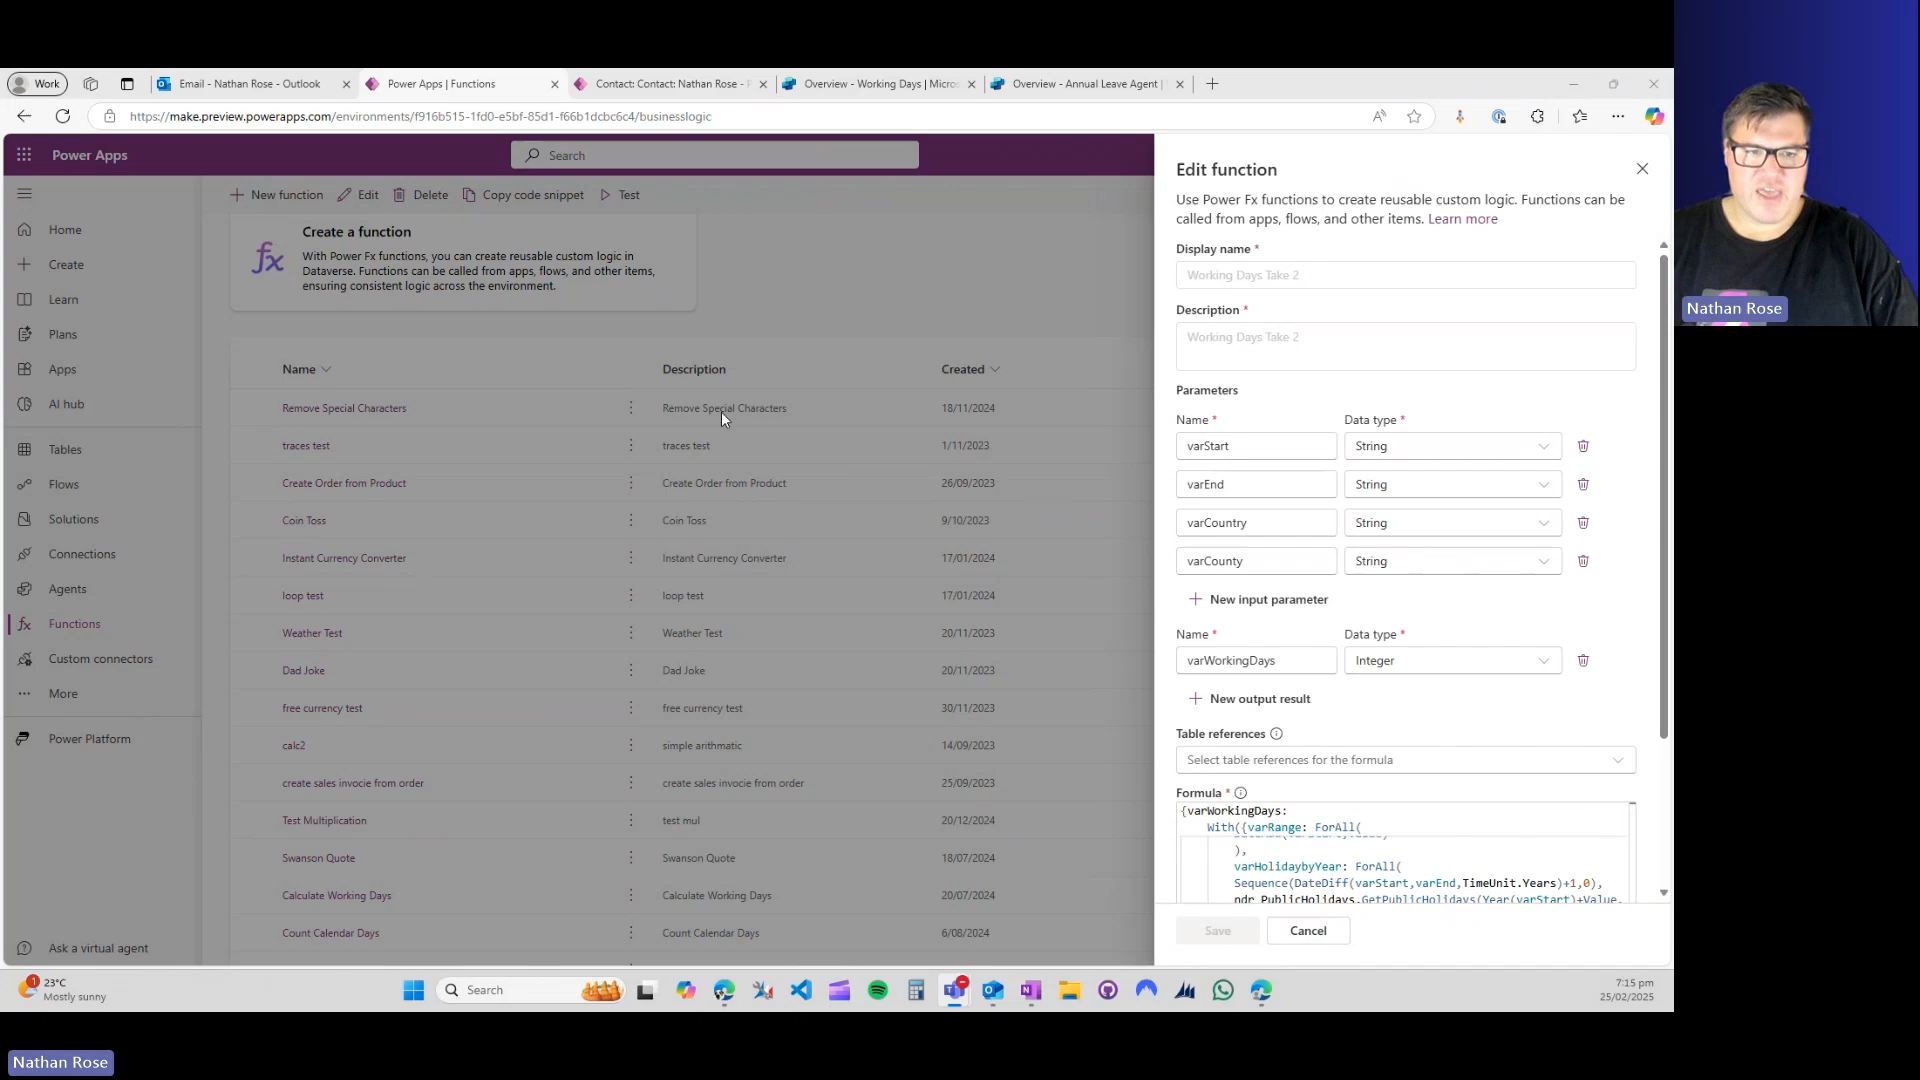 Work
Email - Nathan Rose - Outlook
Power Apps | Functions
Contact: Contact: Nathan Rose - P
Overview - Working Days | Micros
Overview - Annual Leave Agent |
https://make.preview.powerapps.com/environments/f916b515-1fd0-e5bf-85d1-f66b1dcbc6c4/businesslogic
Power Apps
Search
New function
Edit
Delete
Copy code snippet
Test
Home
Create
Learn
Plans
Apps
AI hub
Tables
Flows
Solutions
Connections
Agents
Functions
Custom connectors
More
Power Platform
Ask a virtual agent
Create a function
With Power Fx functions, you can create reusable custom logic in
Dataverse. Functions can be called from apps, flows, and other items,
ensuring consistent logic across the environment.
Name Description Created
Remove Special Characters Remove Special Characters 18/11/2024
traces test traces test 1/11/2023
Create Order from Product Create Order from Product 26/09/2023
Coin Toss Coin Toss 9/10/2023
Instant Currency Converter Instant Currency Converter 17/01/2024
loop test loop test 17/01/2024
Weather Test Weather Test 20/11/2023
Dad Joke Dad Joke 20/11/2023
free currency test free currency test 30/11/2023
calc2 simple arithmatic 14/09/2023
create sales invocie from order create sales invocie from order 25/09/2023
Test Multiplication test mul 20/12/2024
Swanson Quote Swanson Quote 18/07/2024
Calculate Working Days Calculate Working Days 20/07/2024
Count Calendar Days Count Calendar Days 6/08/2024
Edit function
Use Power Fx functions to create reusable custom logic. Functions can be
called from apps, flows, and other items. Learn more
Display name *
Working Days Take 2
Description *
Working Days Take 2
Parameters
Name * Data type *
varStart String
varEnd String
varCountry String
varCounty String
New input parameter
Name * Data type *
varWorkingDays Integer
New output result
Table references
Select table references for the formula
Formula *
{varWorkingDays:
With({varRange: ForAll(
),
varHolidaybyYear: ForAll(
Sequence(DateDiff(varStart,varEnd,TimeUnit.Years)+1,0),
ndr_PublicHolidays.GetPublicHolidays(Year(varStart)+Value,
Save
Cancel
Nathan Rose
1
23°C
Mostly sunny
Search
7:15 pm
25/02/2025
Nathan Rose